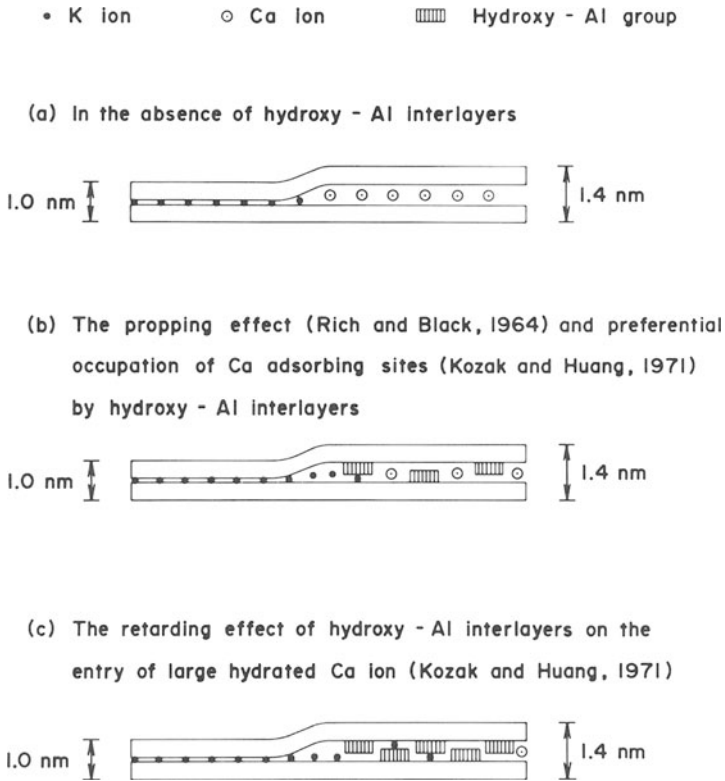 K ion Ca ion Hydroxy - Al group
(a) In the absence of hydroxy - Al interlayers
1.0 nm 1.4 nm
(b) The propping effect (Rich and Black, 1964) and preferential
occupation of Ca adsorbing sites (Kozak and Huang, 1971)
by hydroxy - Al interlayers
1.0 nm 1.4 nm
(c) The retarding effect of hydroxy - Al interlayers on the
entry of large hydrated Ca ion (Kozak and Huang, 1971)
1.0 nm 1.4 nm